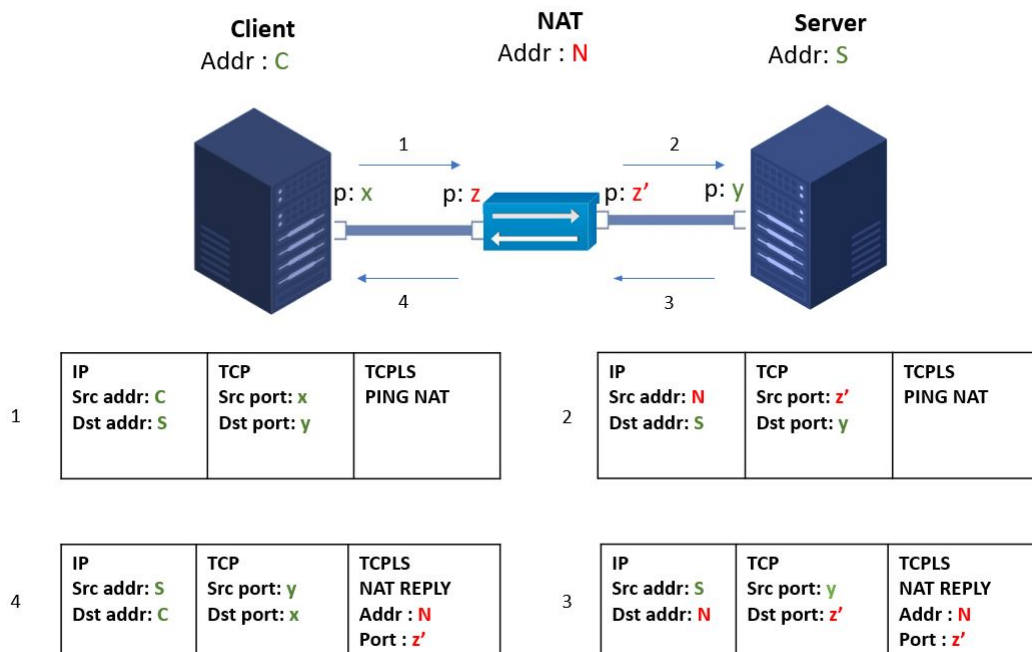 Client
Addr : C
NAT
Addr : N
Server
Addr: S
1
2
p: x
p: z
p: z’
p: y
4
3
1
IP
Src addr: C
Dst addr: S
TCP
Src port: x
Dst port: y
TCPLS
PING NAT
2
IP
Src addr: N
Dst addr: S
TCP
Src port: z’
Dst port: y
TCPLS
PING NAT
4
IP
Src addr: S
Dst addr: C
TCP
Src port: y
Dst port: x
TCPLS
NAT REPLY
Addr : N
Port : z’
3
IP
Src addr: S
Dst addr: N
TCP
Src port: y
Dst port: z’
TCPLS
NAT REPLY
Addr : N
Port : z’